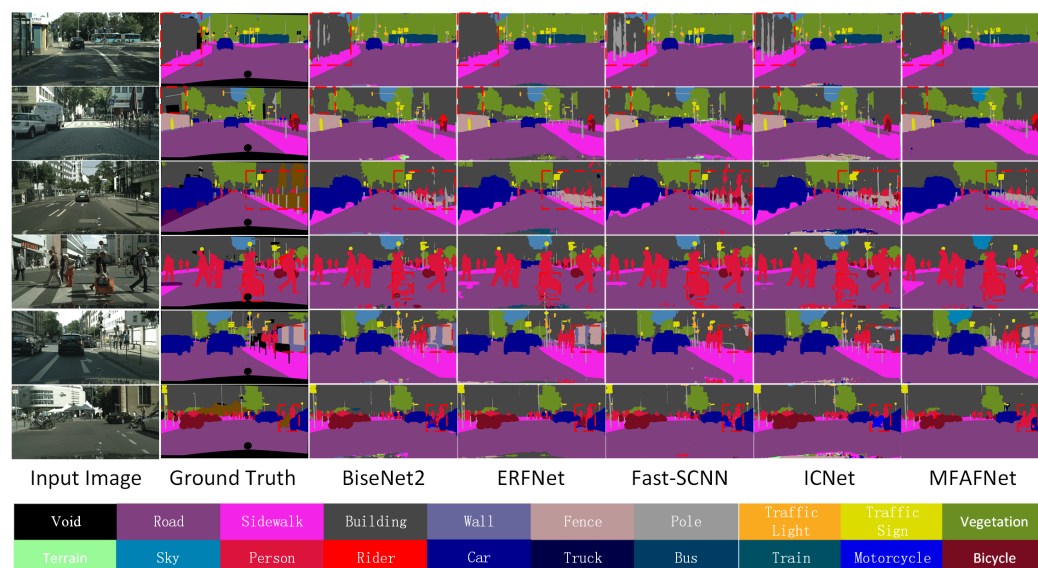 Input Image Ground Truth BiseNet2 ERFNet Fast-SCNN ICNet MFAFNet
Void Road Sidewalk Building Wall Fence Pole Traffic Light Traffic Sign Vegetation
Terrain Sky Person Rider Car Truck Bus Train Motorcycle Bicycle